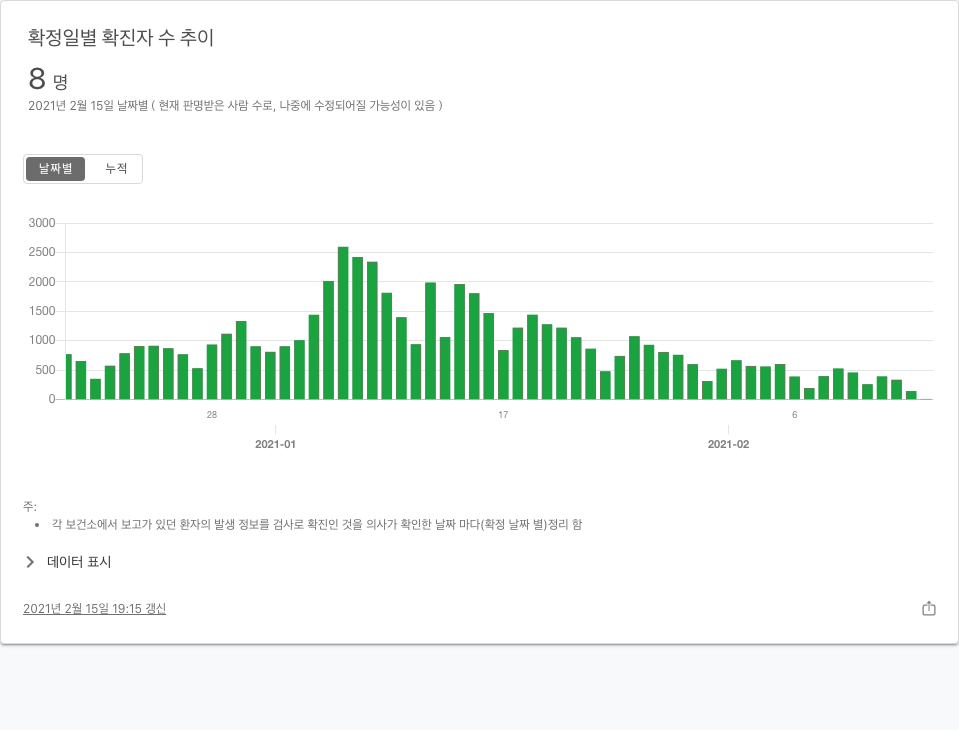 확정일별 확진자 수 추이
8 명
2021년 2월 15일 날짜별 ( 현재 판명받은 사람 수로, 나중에 수정되어질 가능성이 있음 )
날짜별 누적
3000
2500
2000
1500
1000
500
0
28 17 6
2021-01 2021-02
주:
• 각 보건소에서 보고가 있던 환자의 발생 정보를 검사로 확진인 것을 의사가 확인한 날짜 마다(확정 날짜 별)정리 함
데이터 표시
2021년 2월 15일 19:15 갱신